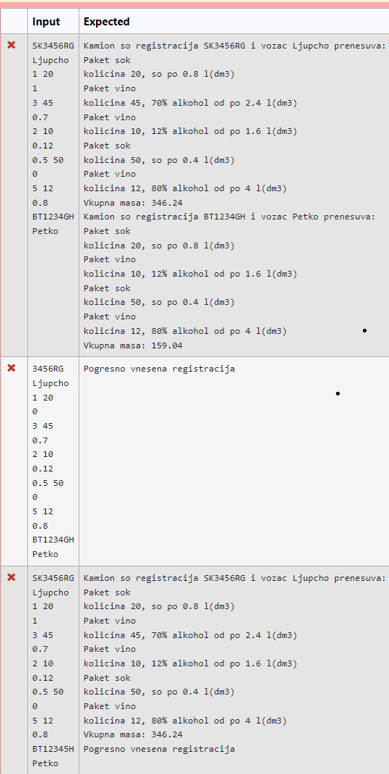 Input Expected
SK3456RG
Ljupcho
1 20
1
3 45
0.7
2 10
0.12
0.5 50
0
5 12
0.8
BT1234GH
Petko
Kamion so registracija SK3456RG i vozac Ljupcho prenesuva:
Paket sok
kolicina 20, so po 0.8 l(dm3)
Paket vino
kolicina 45, 70% alkohol od po 2.4 l(dm3)
Paket vino
kolicina 10, 12% alkohol od po 1.6 l(dm3)
Paket sok
kolicina 50, so po 0.4 l(dm3)
Paket vino
kolicina 12, 80% alkohol od po 4 l(dm3)
Vkupna masa: 346.24
Kamion so registracija BT1234GH i vozac Petko prenesuva:
Paket sok
kolicina 20, so po 0.8 l(dm3)
Paket vino
kolicina 10, 12% alkohol od po 1.6 l(dm3)
Paket sok
kolicina 50, so po 0.4 l(dm3)
Paket vino
kolicina 12, 80% alkohol od po 4 l(dm3)
Vkupna masa: 159.04
3456RG
Ljupcho
1 20
0
3 45
0.7
2 10
0.12
0.5 50
0
5 12
0.8
BT1234GH
Petko
Pogresno vnesena registracija
SK3456RG
Ljupcho
1 20
1
3 45
0.7
2 10
0.12
0.5 50
0
5 12
0.8
BT12345H
Petko
Kamion so registracija SK3456RG i vozac Ljupcho prenesuva:
Paket sok
kolicina 20, so po 0.8 l(dm3)
Paket vino
kolicina 45, 70% alkohol od po 2.4 l(dm3)
Paket vino
kolicina 10, 12% alkohol od po 1.6 l(dm3)
Paket sok
kolicina 50, so po 0.4 l(dm3)
Paket vino
kolicina 12, 80% alkohol od po 4 l(dm3)
Vkupna masa: 346.24
Pogresno vnesena registracija